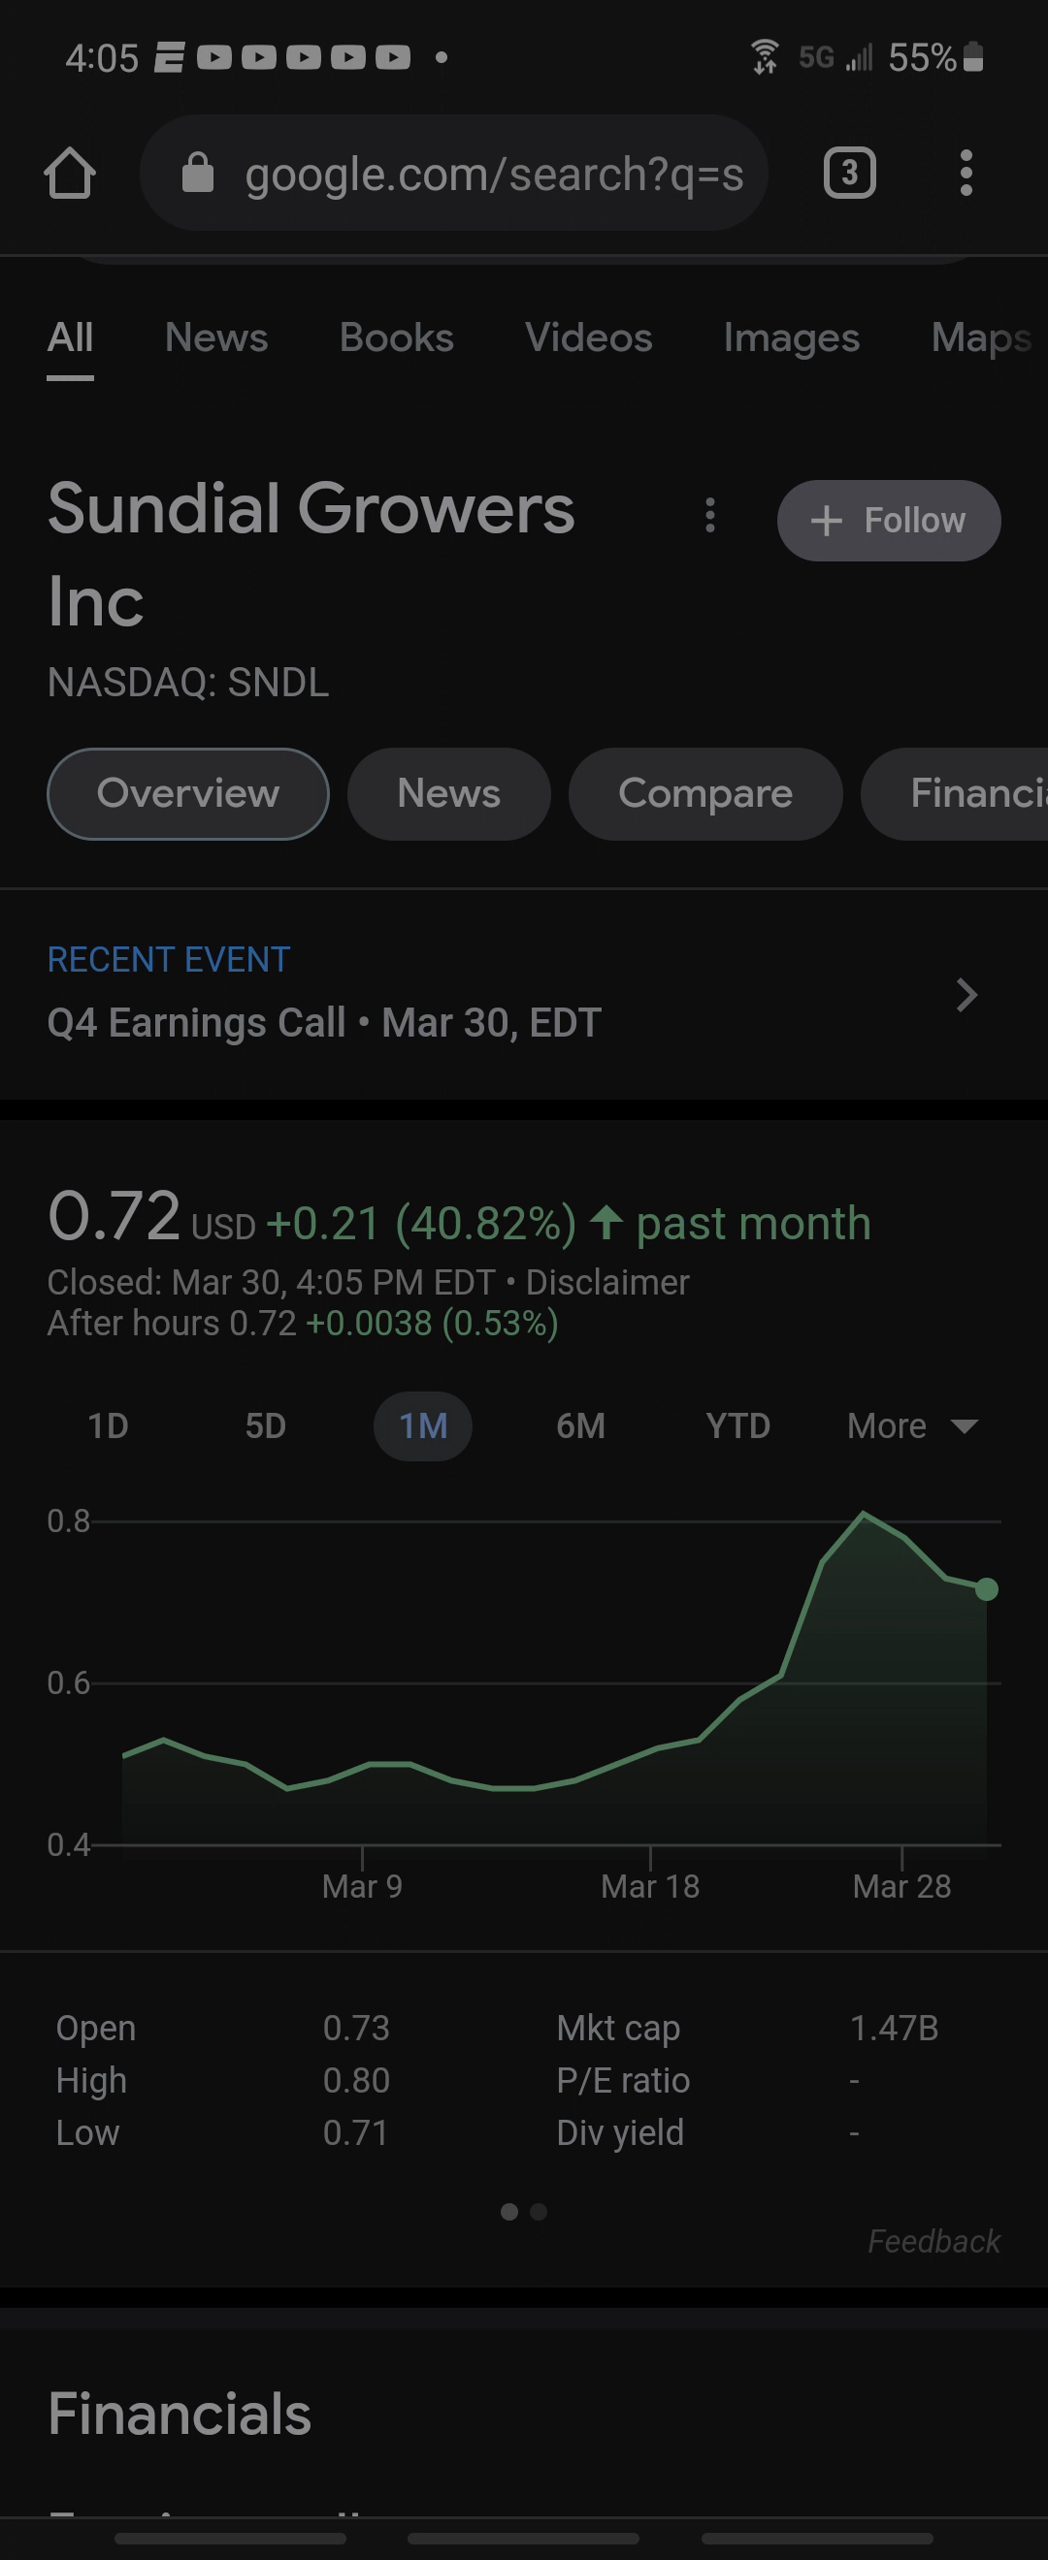 4:05 5G 55%
google.com/search?q=s 3
All News Books Videos Images Maps
Sundial Growers
Inc
Follow
NASDAQ: SNDL
Overview News Compare
RECENT EVENT
Q4 Earnings Call • Mar 30, EDT
0.72 USD +0.21 (40.82%) ↑ past month
Closed: Mar 30, 4:05 PM EDT • Disclaimer
After hours 0.72 +0.0038 (0.53%)
1D 5D 1M 6M YTD More
0.8
0.6
0.4
Mar 9 Mar 18 Mar 28
Open 0.73 Mkt cap 1.47B
High 0.80 P/E ratio -
Low 0.71 Div yield -
Feedback
Financials